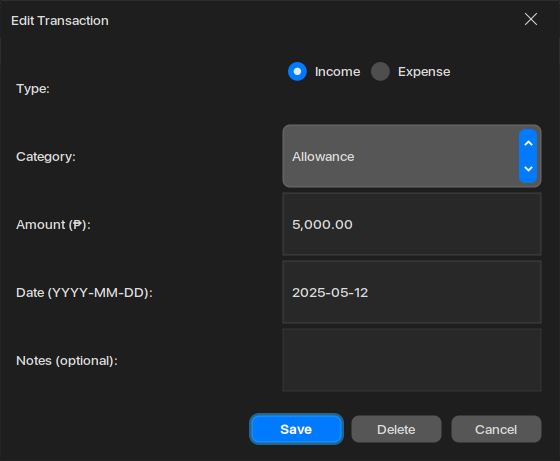 Edit Transaction
Type:
Income
Expense
Category:
Allowance
Amount (₱):
5,000.00
Date (YYYY-MM-DD):
2025-05-12
Notes (optional):
Save
Delete
Cancel